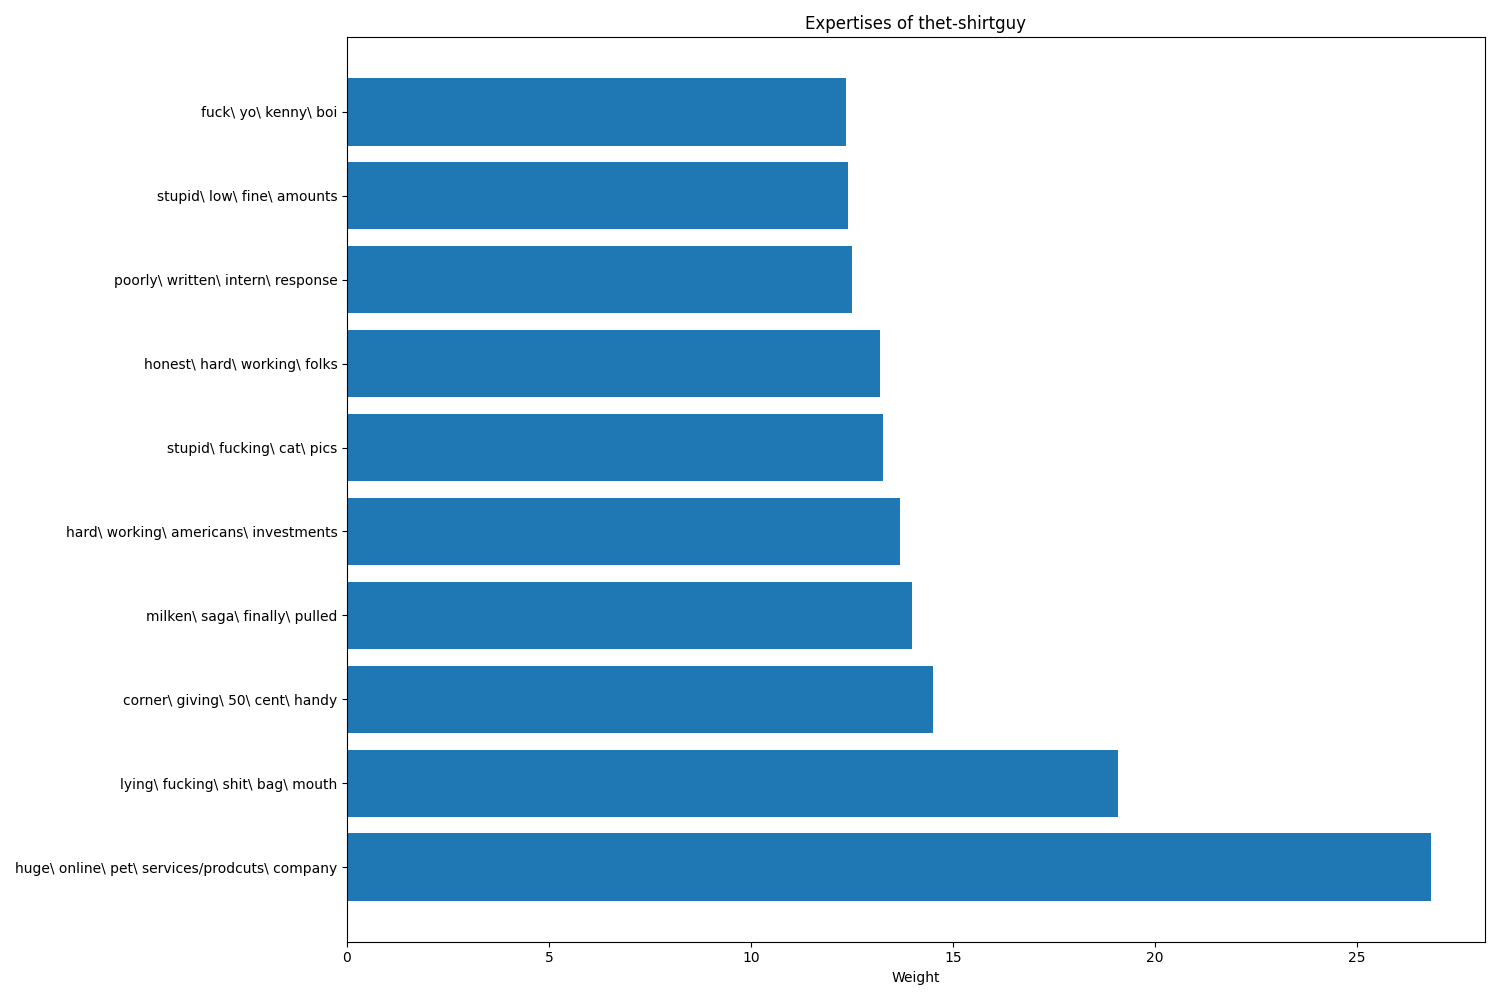 Expertises of thet-shirtguy
fuck\ yo\ kenny\ boi
stupid\ low\ fine\ amounts
poorly\ written\ intern\ response
honest\ hard\ working\ folks
stupid\ fucking\ cat\ pics
hard\ working\ americans\ investments
milken\ saga\ finally\ pulled
corner\ giving\ 50\ cent\ handy
lying\ fucking\ shit\ bag\ mouth
huge\ online\ pet\ services/prodcuts\ company
0 5 10 15 20 25
Weight